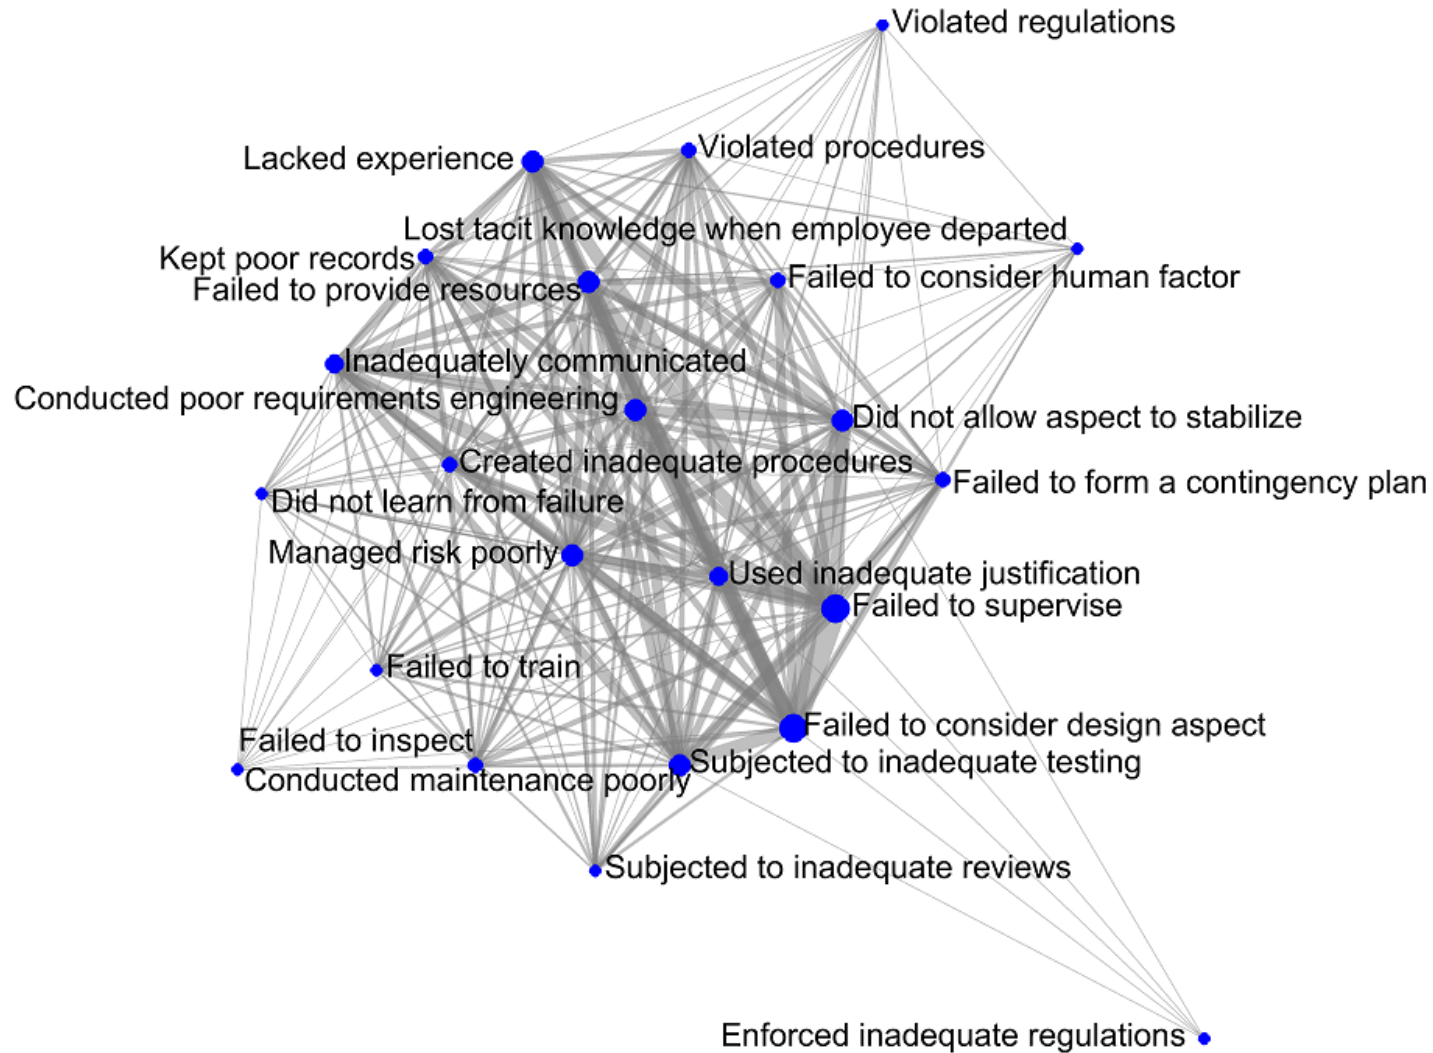 Violated regulations
Violated procedures
Lacked experience
Lost tacit knowledge when employee departed
Kept poor records
Failed to consider human factor
Failed to provide resources
Inadequately communicated
Conducted poor requirements engineering
Did not allow aspect to stabilize
Created inadequate procedures
Failed to form a contingency plan
Did not learn from failure
Managed risk poorly
Used inadequate justification
Failed to supervise
Failed to train
Failed to consider design aspect
Failed to inspect
Subjected to inadequate testing
Conducted maintenance poorly
Subjected to inadequate reviews
Enforced inadequate regulations